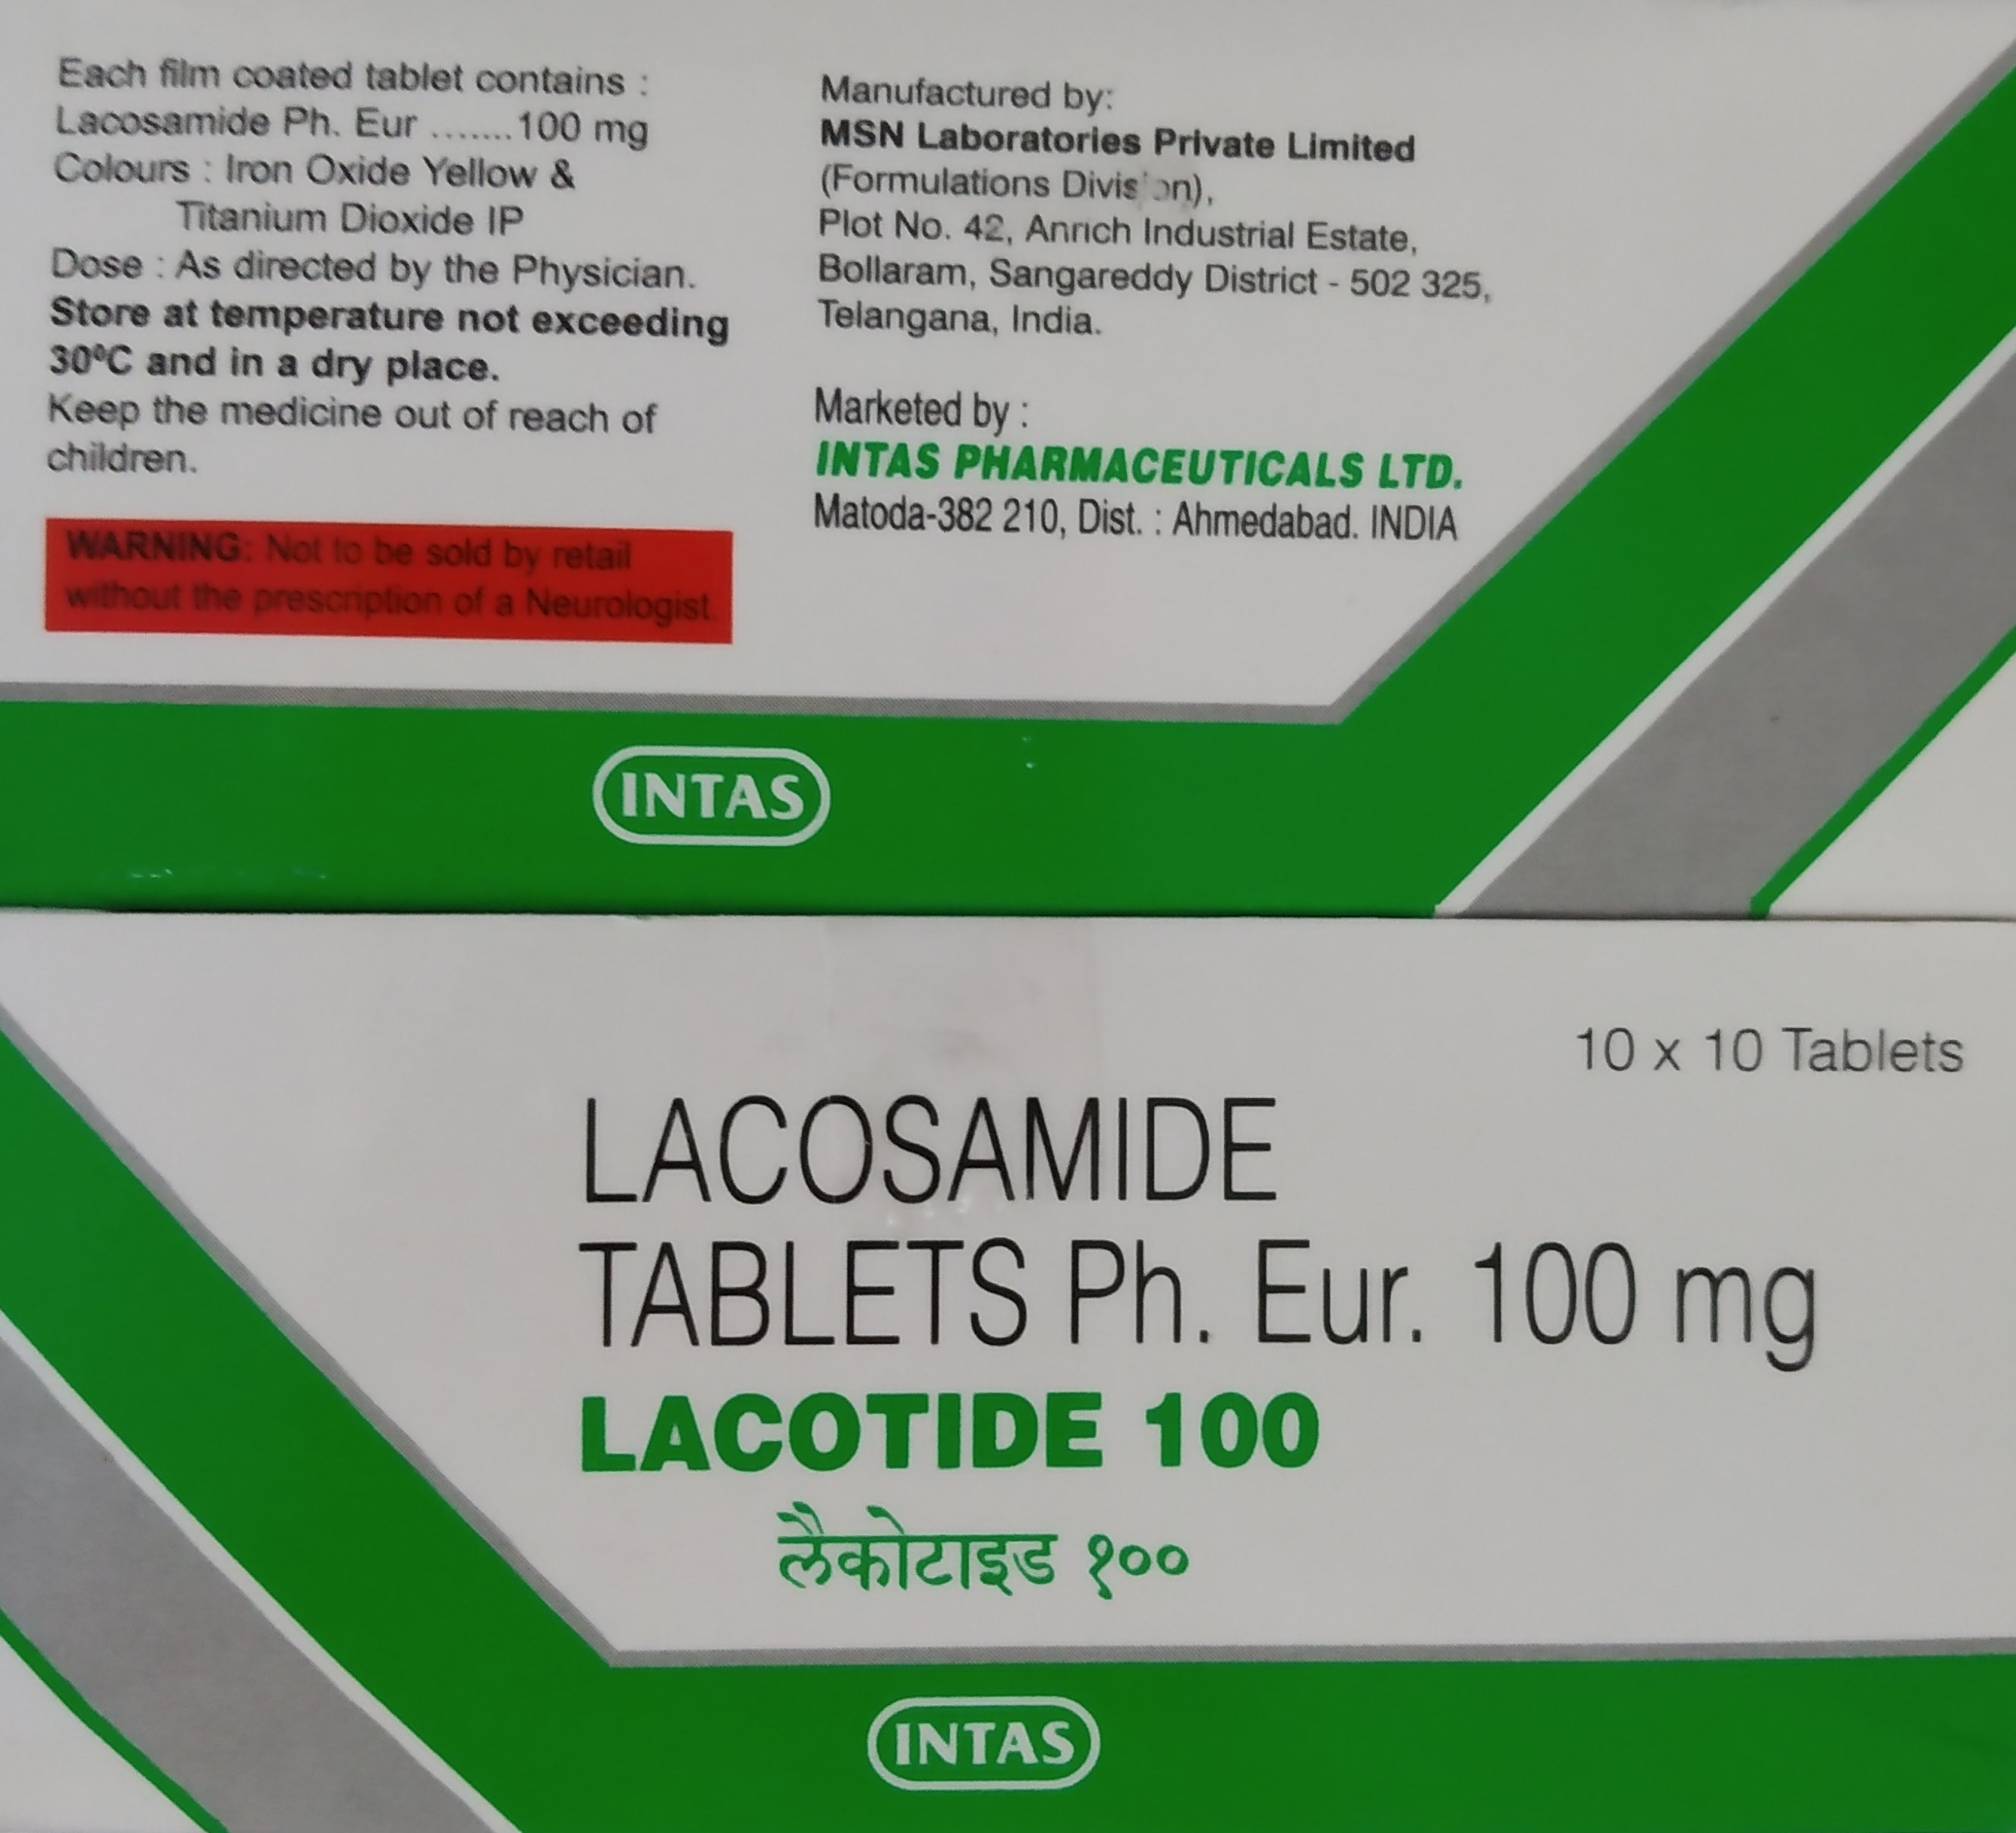 Each film coated tablet contains :
Lacosamide Ph. Eur .......100 mg
Colours : Iron Oxide Yellow &
Titanium Dioxide IP
Dose : As directed by the Physician.
Store at temperature not exceeding
30ºC and in a dry place.
Keep the medicine out of reach of
children.
WARNING: Not to be sold by retail
without the prescription of a Neurologist.
Manufactured by:
MSN Laboratories Private Limited
(Formulations Division),
Plot No. 42, Anrich Industrial Estate,
Bollaram, Sangareddy District - 502 325,
Telangana, India.
Marketed by :
INTAS PHARMACEUTICALS LTD.
Matoda-382 210, Dist. : Ahmedabad. INDIA
INTAS
10 x 10 Tablets
LACOSAMIDE
TABLETS Ph. Eur. 100 mg
LACOTIDE 100
लैकोटाइड १००
INTAS